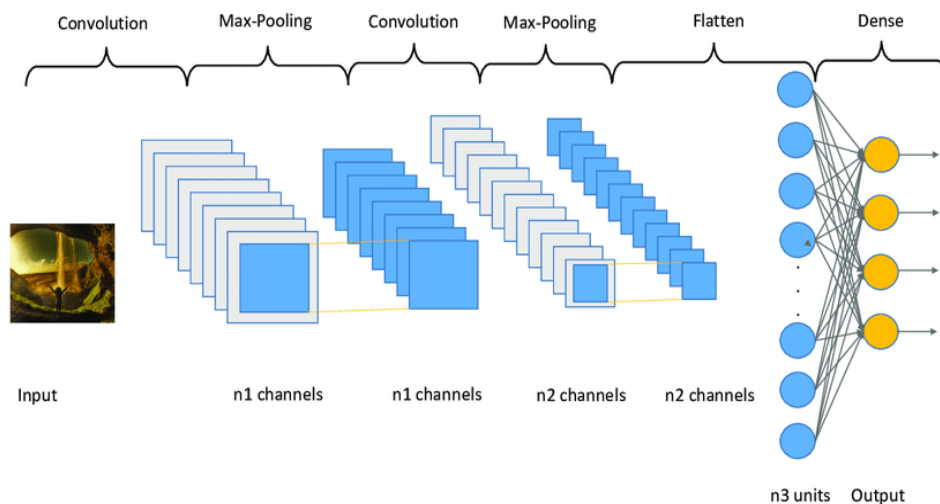 Convolution
Max-Pooling
Convolution
Max-Pooling
Flatten
Dense
Input
n1 channels
n1 channels
n2 channels
n2 channels
n3 units
Output